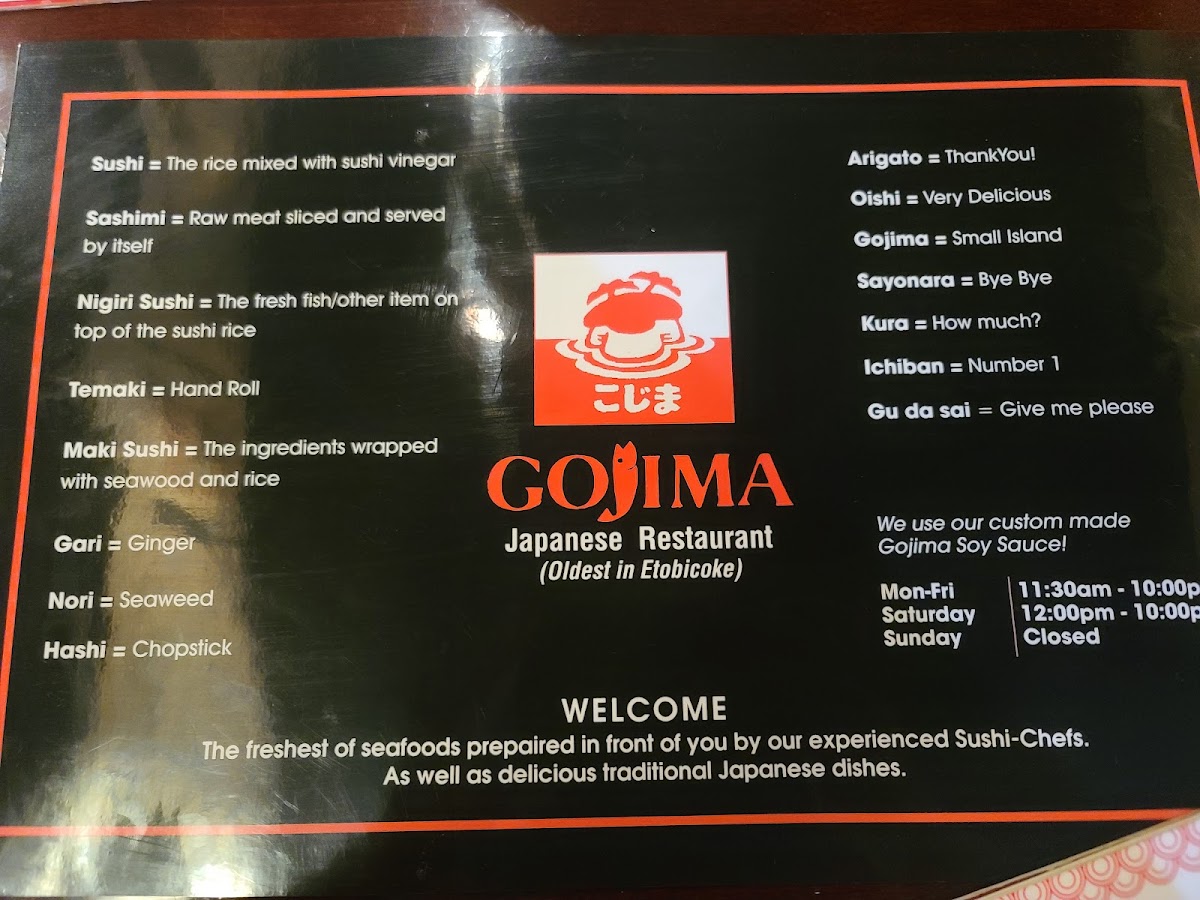 Sushi = The rice mixed with sushi vinegar
Sashimi = Raw meat sliced and served
by itself
Nigiri Sushi = The fresh fish/other item on
top of the sushi rice
Temaki = Hand Roll
Maki Sushi = The ingredients wrapped
with seawood and rice
Gari = Ginger
Nori = Seaweed
Hashi = Chopstick
こじま
GOJIMA
Japanese Restaurant
(Oldest in Etobicoke)
Arigato = ThankYou!
Oishi = Very Delicious
Gojima = Small Island
Sayonara = Bye Bye
Kura = How much?
Ichiban = Number 1
Gu da sai = Give me please
We use our custom made
Gojima Soy Sauce!
Mon-Fri 11:30am - 10:00p
Saturday 12:00pm - 10:00p
Sunday Closed
WELCOME
The freshest of seafoods prepaired in front of you by our experienced Sushi-Chefs.
As well as delicious traditional Japanese dishes.